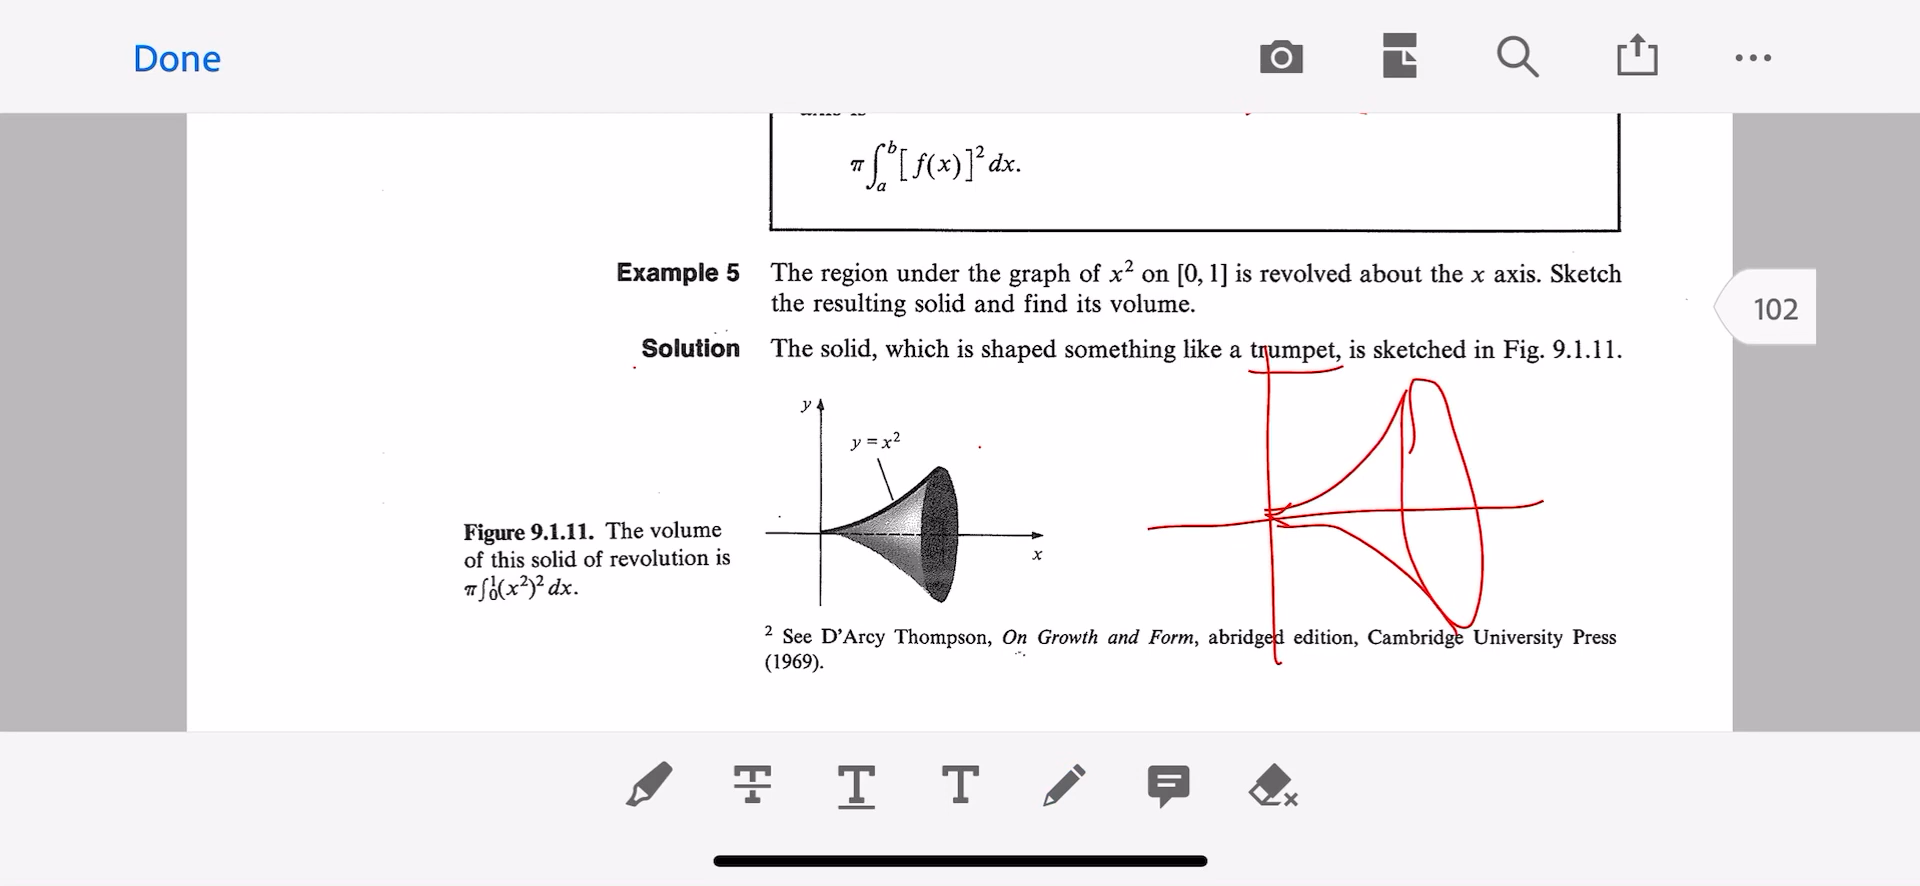 Done
π∫ₐᵇ[f(x)]² dx.
Example 5 The region under the graph of x² on [0, 1] is revolved about the x axis. Sketch
the resulting solid and find its volume.
102
Solution The solid, which is shaped something like a trumpet, is sketched in Fig. 9.1.11.
y
y = x²
x
Figure 9.1.11. The volume
of this solid of revolution is
π∫₀¹(x²)² dx.
² See D'Arcy Thompson, On Growth and Form, abridged edition, Cambridge University Press
(1969).